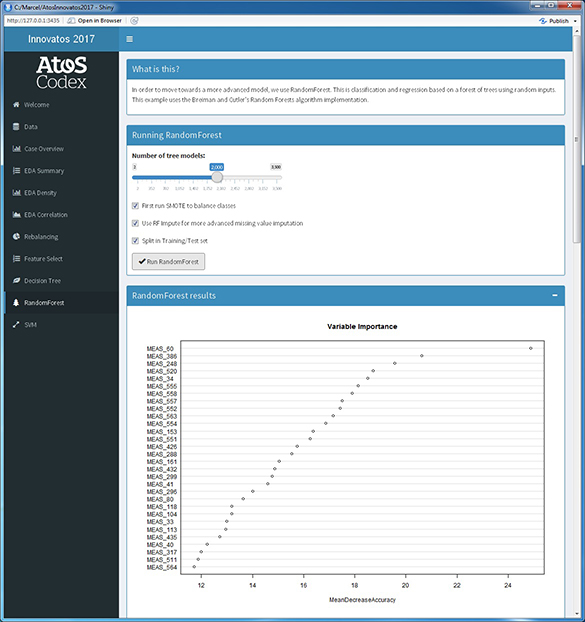 C:/Marcel/AtosInnovatos2017 - Shiny
http://127.0.0.1:3435
Open in Browser
Publish
Innovatos 2017
Atos
Codex
Welcome
Data
Case Overview
EDA Summary
EDA Density
EDA Correlation
Rebalancing
Feature Select
Decision Tree
RandomForest
SVM
What is this?
In order to move towards a more advanced model, we use RandomForest. This is classification and regression based on a forest of trees using random inputs.
This example uses the Breiman and Cutler's Random Forests algorithm implementation.
Running RandomForest
Number of tree models:
2,000
First run SMOTE to balance classes
Use RF Impute for more advanced missing value imputation
Split in Training/Test set
Run RandomForest
RandomForest results
Variable Importance
MEAS_60
MEAS_386
MEAS_248
MEAS_520
MEAS_34
MEAS_555
MEAS_558
MEAS_557
MEAS_552
MEAS_563
MEAS_554
MEAS_153
MEAS_551
MEAS_426
MEAS_288
MEAS_161
MEAS_432
MEAS_299
MEAS_41
MEAS_296
MEAS_80
MEAS_118
MEAS_104
MEAS_33
MEAS_113
MEAS_435
MEAS_40
MEAS_317
MEAS_511
MEAS_564
12 14 16 18 20 22 24
MeanDecreaseAccuracy